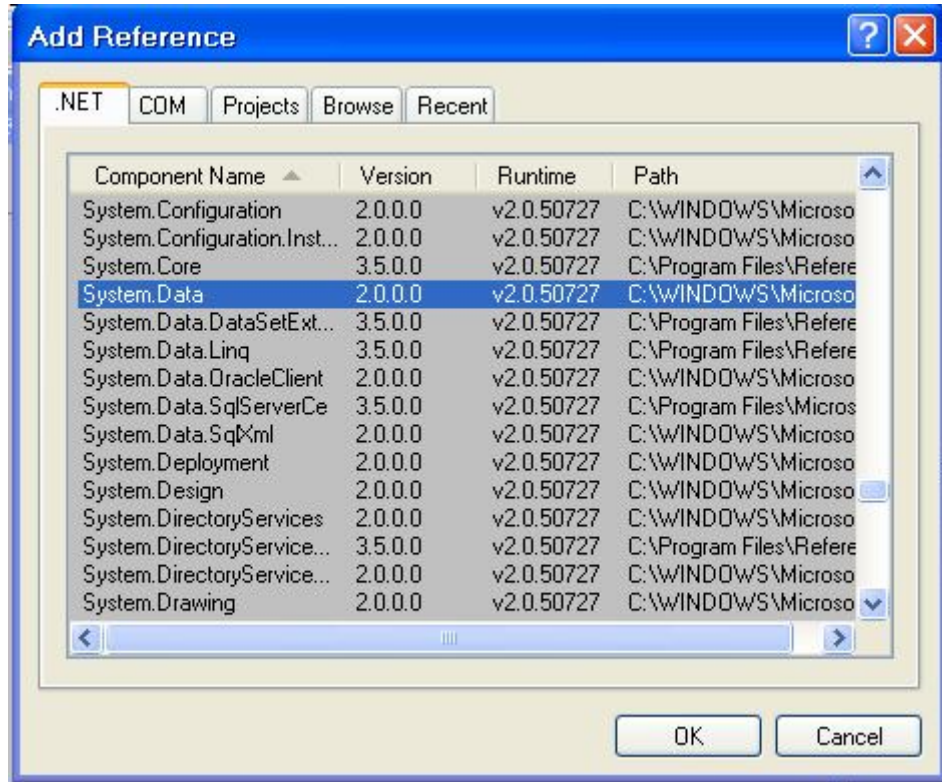 Add Reference
.NET COM Projects Browse Recent
Component Name Version Runtime Path
System.Configuration 2.0.0.0 v2.0.50727 C:\WINDOWS\Microso
System.Configuration.Inst... 2.0.0.0 v2.0.50727 C:\WINDOWS\Microso
System.Core 3.5.0.0 v2.0.50727 C:\Program Files\Refere
System.Data 2.0.0.0 v2.0.50727 C:\WINDOWS\Microso
System.Data.DataSetExt... 3.5.0.0 v2.0.50727 C:\Program Files\Refere
System.Data.Linq 3.5.0.0 v2.0.50727 C:\Program Files\Refere
System.Data.OracleClient 2.0.0.0 v2.0.50727 C:\WINDOWS\Microso
System.Data.SqlServerCe 3.5.0.0 v2.0.50727 C:\Program Files\Micros
System.Data.SqlXml 2.0.0.0 v2.0.50727 C:\WINDOWS\Microso
System.Deployment 2.0.0.0 v2.0.50727 C:\WINDOWS\Microso
System.Design 2.0.0.0 v2.0.50727 C:\WINDOWS\Microso
System.DirectoryServices 2.0.0.0 v2.0.50727 C:\WINDOWS\Microso
System.DirectoryService... 3.5.0.0 v2.0.50727 C:\Program Files\Refere
System.DirectoryService... 2.0.0.0 v2.0.50727 C:\WINDOWS\Microso
System.Drawing 2.0.0.0 v2.0.50727 C:\WINDOWS\Microso
OK Cancel